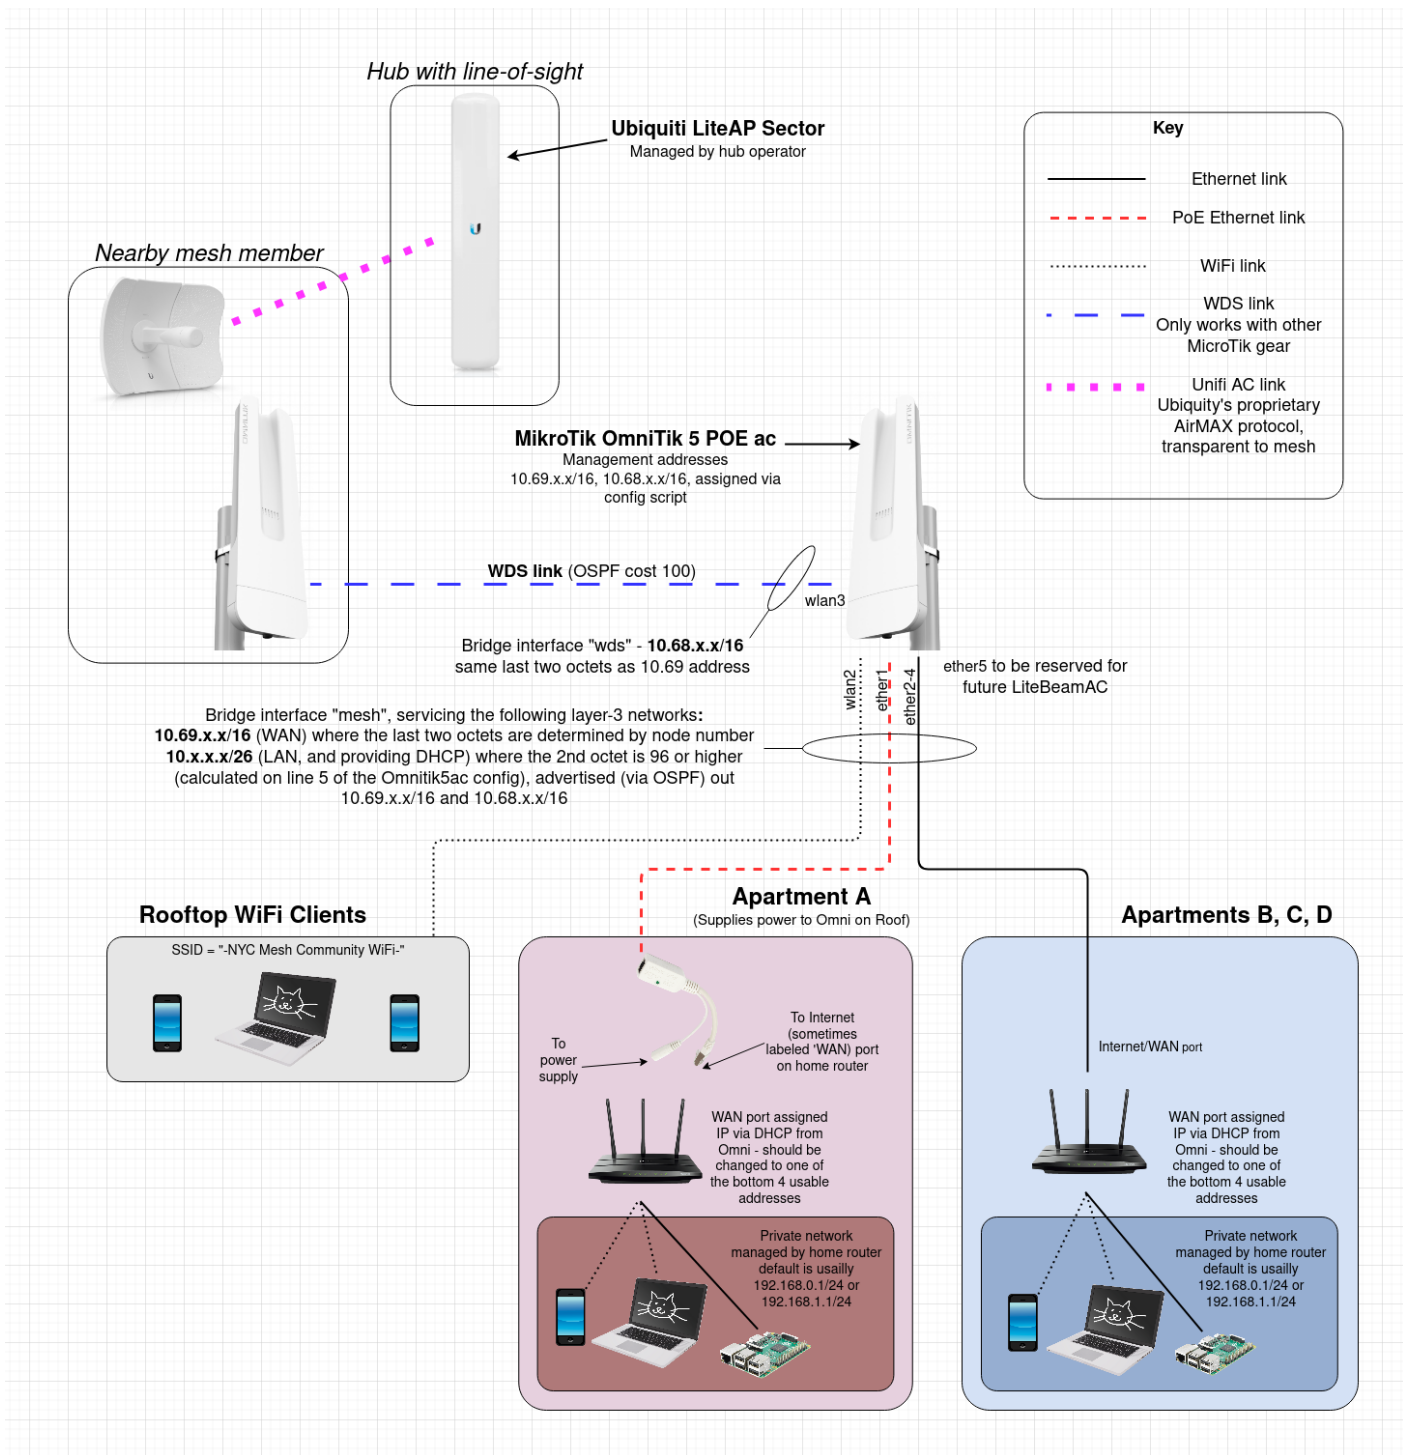 Hub with line-of-sight
Ubiquiti LiteAP Sector
Managed by hub operator
Key
Ethernet link
PoE Ethernet link
WiFi link
WDS link
Only works with other
MicroTik gear
Unifi AC link
Ubiquity's proprietary
AirMAX protocol,
transparent to mesh
Nearby mesh member
MikroTik OmniTik 5 POE ac
Management addresses
10.69.x.x/16, 10.68.x.x/16, assigned via
config script
WDS link (OSPF cost 100)
wlan3
Bridge interface "wds" - 10.68.x.x/16
same last two octets as 10.69 address
wlan2
ether1
ether2-4
ether5 to be reserved for
future LiteBeamAC
Bridge interface "mesh", servicing the following layer-3 networks:
10.69.x.x/16 (WAN) where the last two octets are determined by node number
10.x.x.x/26 (LAN, and providing DHCP) where the 2nd octet is 96 or higher
(calculated on line 5 of the Omnitik5ac config), advertised (via OSPF) out
10.69.x.x/16 and 10.68.x.x/16
Rooftop WiFi Clients
SSID = "-NYC Mesh Community WiFi-"
Apartment A
(Supplies power to Omni on Roof)
To
power
supply
To Internet
(sometimes
labeled 'WAN) port
on home router
WAN port assigned
IP via DHCP from
Omni - should be
changed to one of
the bottom 4 usable
addresses
Private network
managed by home router
default is usailly
192.168.0.1/24 or
192.168.1.1/24
Apartments B, C, D
Internet/WAN port
WAN port assigned
IP via DHCP from
Omni - should be
changed to one of
the bottom 4 usable
addresses
Private network
managed by home router
default is usailly
192.168.0.1/24 or
192.168.1.1/24